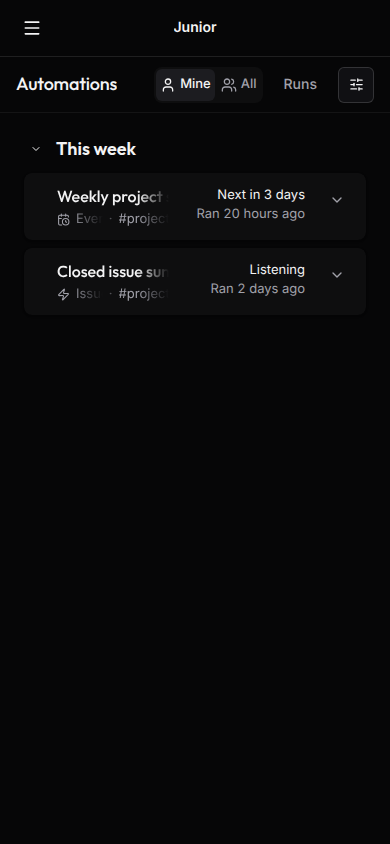 Junior
Automations
Mine
All
Runs
This week
Weekly project
Next in 3 days
· #projec
Ran 20 hours ago
Closed issue
Listening
· #projec
Ran 2 days ago